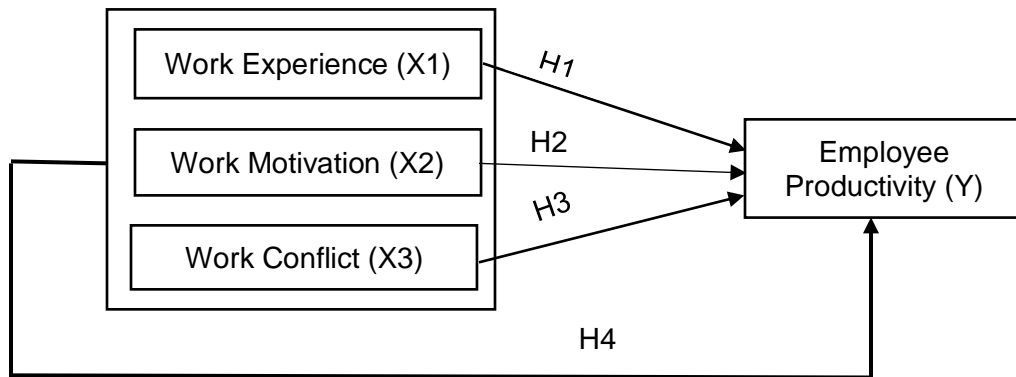 Work Experience (X1)
H1
Work Motivation (X2)
H2
Employee
Productivity (Y)
H3
Work Conflict (X3)
H4